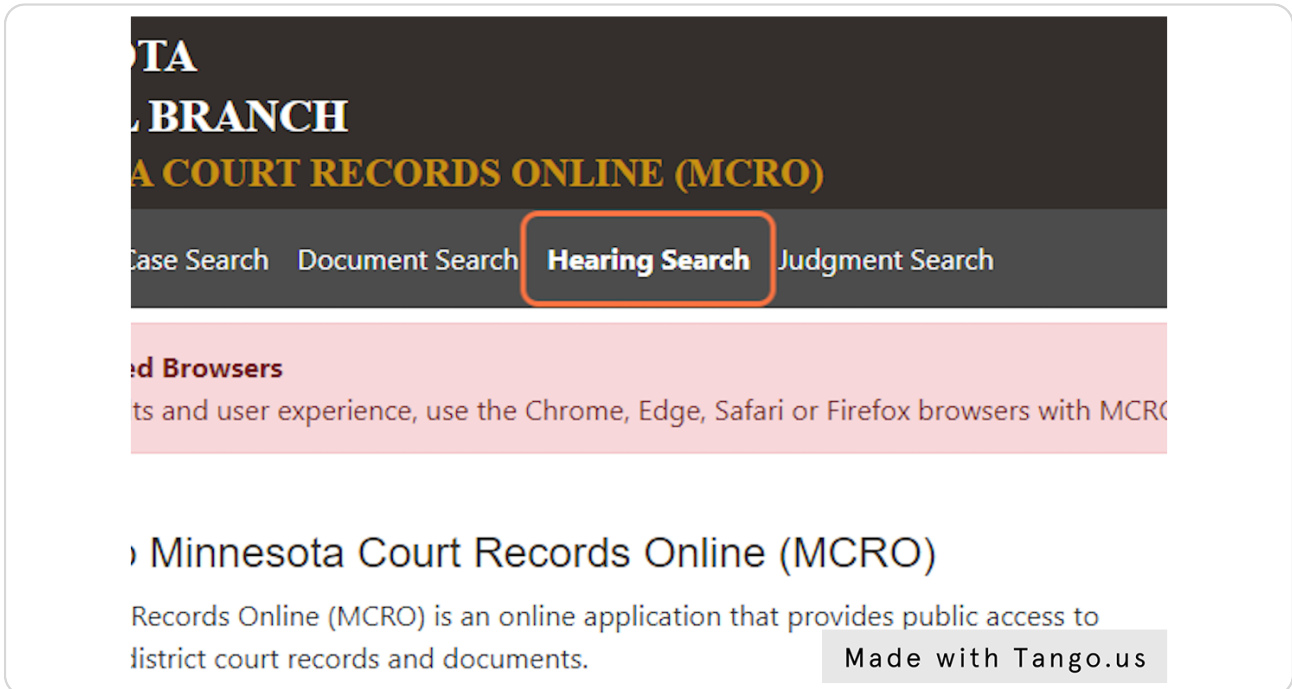 OTA
L BRANCH
A COURT RECORDS ONLINE (MCRO)
Case Search Document Search Hearing Search Judgment Search
ed Browsers
ts and user experience, use the Chrome, Edge, Safari or Firefox browsers with MCRO
o Minnesota Court Records Online (MCRO)
Records Online (MCRO) is an online application that provides public access to
district court records and documents.
Made with Tango.us